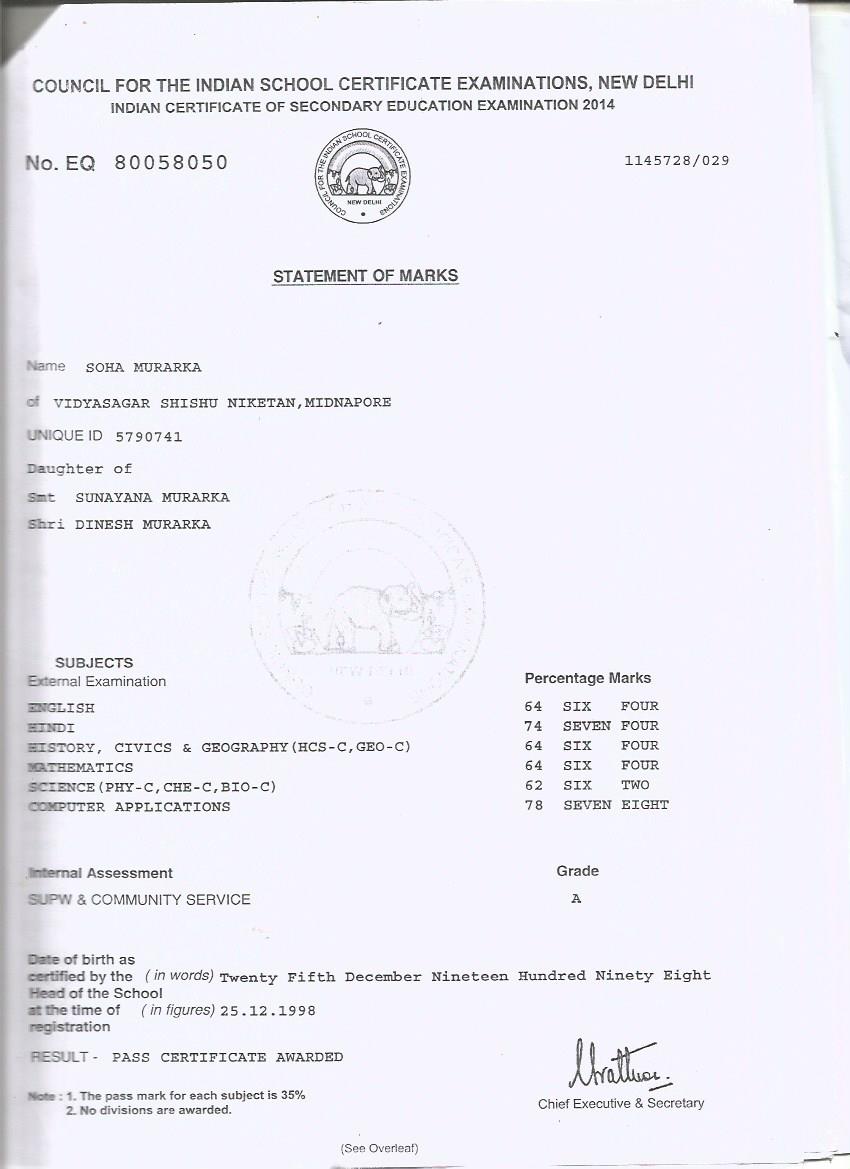 COUNCIL FOR THE INDIAN SCHOOL CERTIFICATE EXAMINATIONS, NEW DELHI
INDIAN CERTIFICATE OF SECONDARY EDUCATION EXAMINATION 2014
No. EQ 80058050
1145728/029
COUNCIL FOR THE INDIAN SCHOOL CERTIFICATE EXAMINATIONS
NEW DELHI
STATEMENT OF MARKS
Name SOHA MURARKA
of VIDYASAGAR SHISHU NIKETAN,MIDNAPORE
UNIQUE ID 5790741
Daughter of
Smt SUNAYANA MURARKA
Shri DINESH MURARKA
SUBJECTS
External Examination Percentage Marks
ENGLISH 64 SIX FOUR
HINDI 74 SEVEN FOUR
HISTORY, CIVICS & GEOGRAPHY(HCS-C,GEO-C) 64 SIX FOUR
MATHEMATICS 64 SIX FOUR
SCIENCE(PHY-C,CHE-C,BIO-C) 62 SIX TWO
COMPUTER APPLICATIONS 78 SEVEN EIGHT
Internal Assessment Grade
SUPW & COMMUNITY SERVICE A
Date of birth as
certified by the (in words) Twenty Fifth December Nineteen Hundred Ninety Eight
Head of the School
at the time of (in figures) 25.12.1998
registration
RESULT - PASS CERTIFICATE AWARDED
Note : 1. The pass mark for each subject is 35%
2. No divisions are awarded.
Chief Executive & Secretary
(See Overleaf)